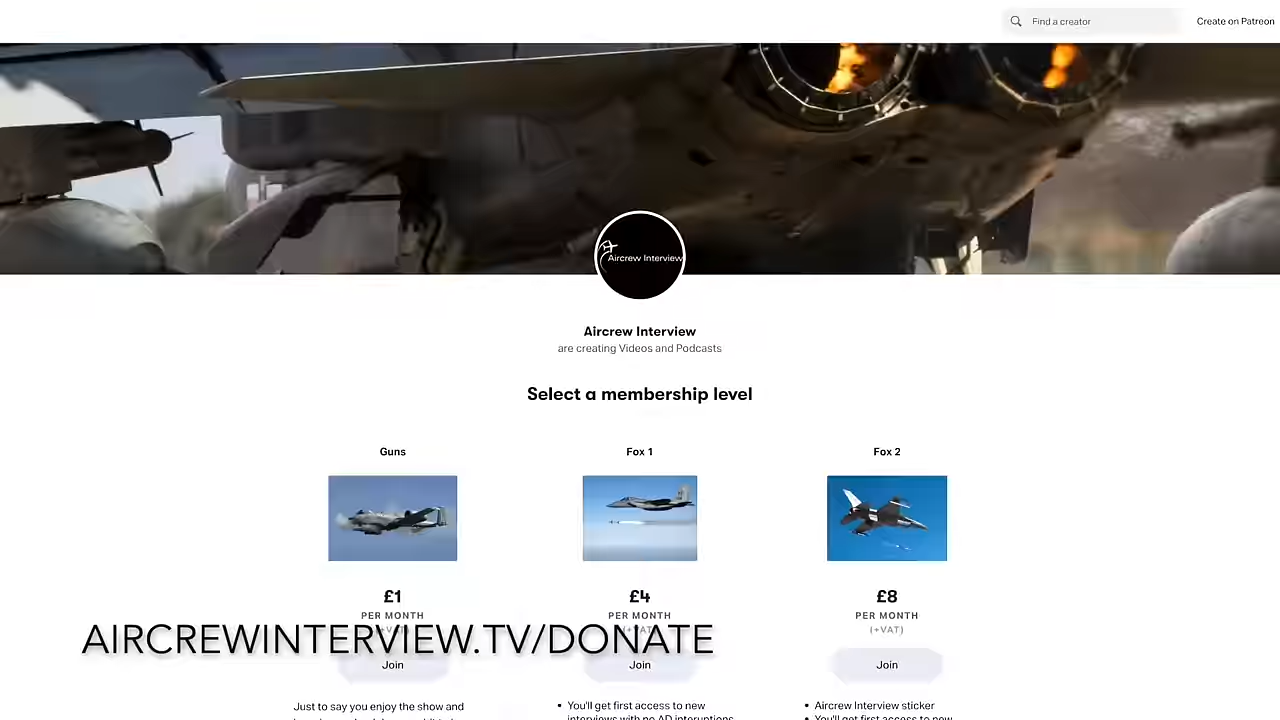 Find a creator
Create on Patreon
Aircrew Interview
Aircrew Interview
are creating Videos and Podcasts
Select a membership level
Guns
Fox 1
Fox 2
£1
£4
£8
PER MONTH
PER MONTH
PER MONTH
(+VAT)
AIRCREWINTERVIEW.TV/DONATE
Join
Join
Join
Just to say you enjoy the show and
• You'll get first access to new
interviews with no AD interuptions
• Aircrew Interview sticker
• You'll get first access to new